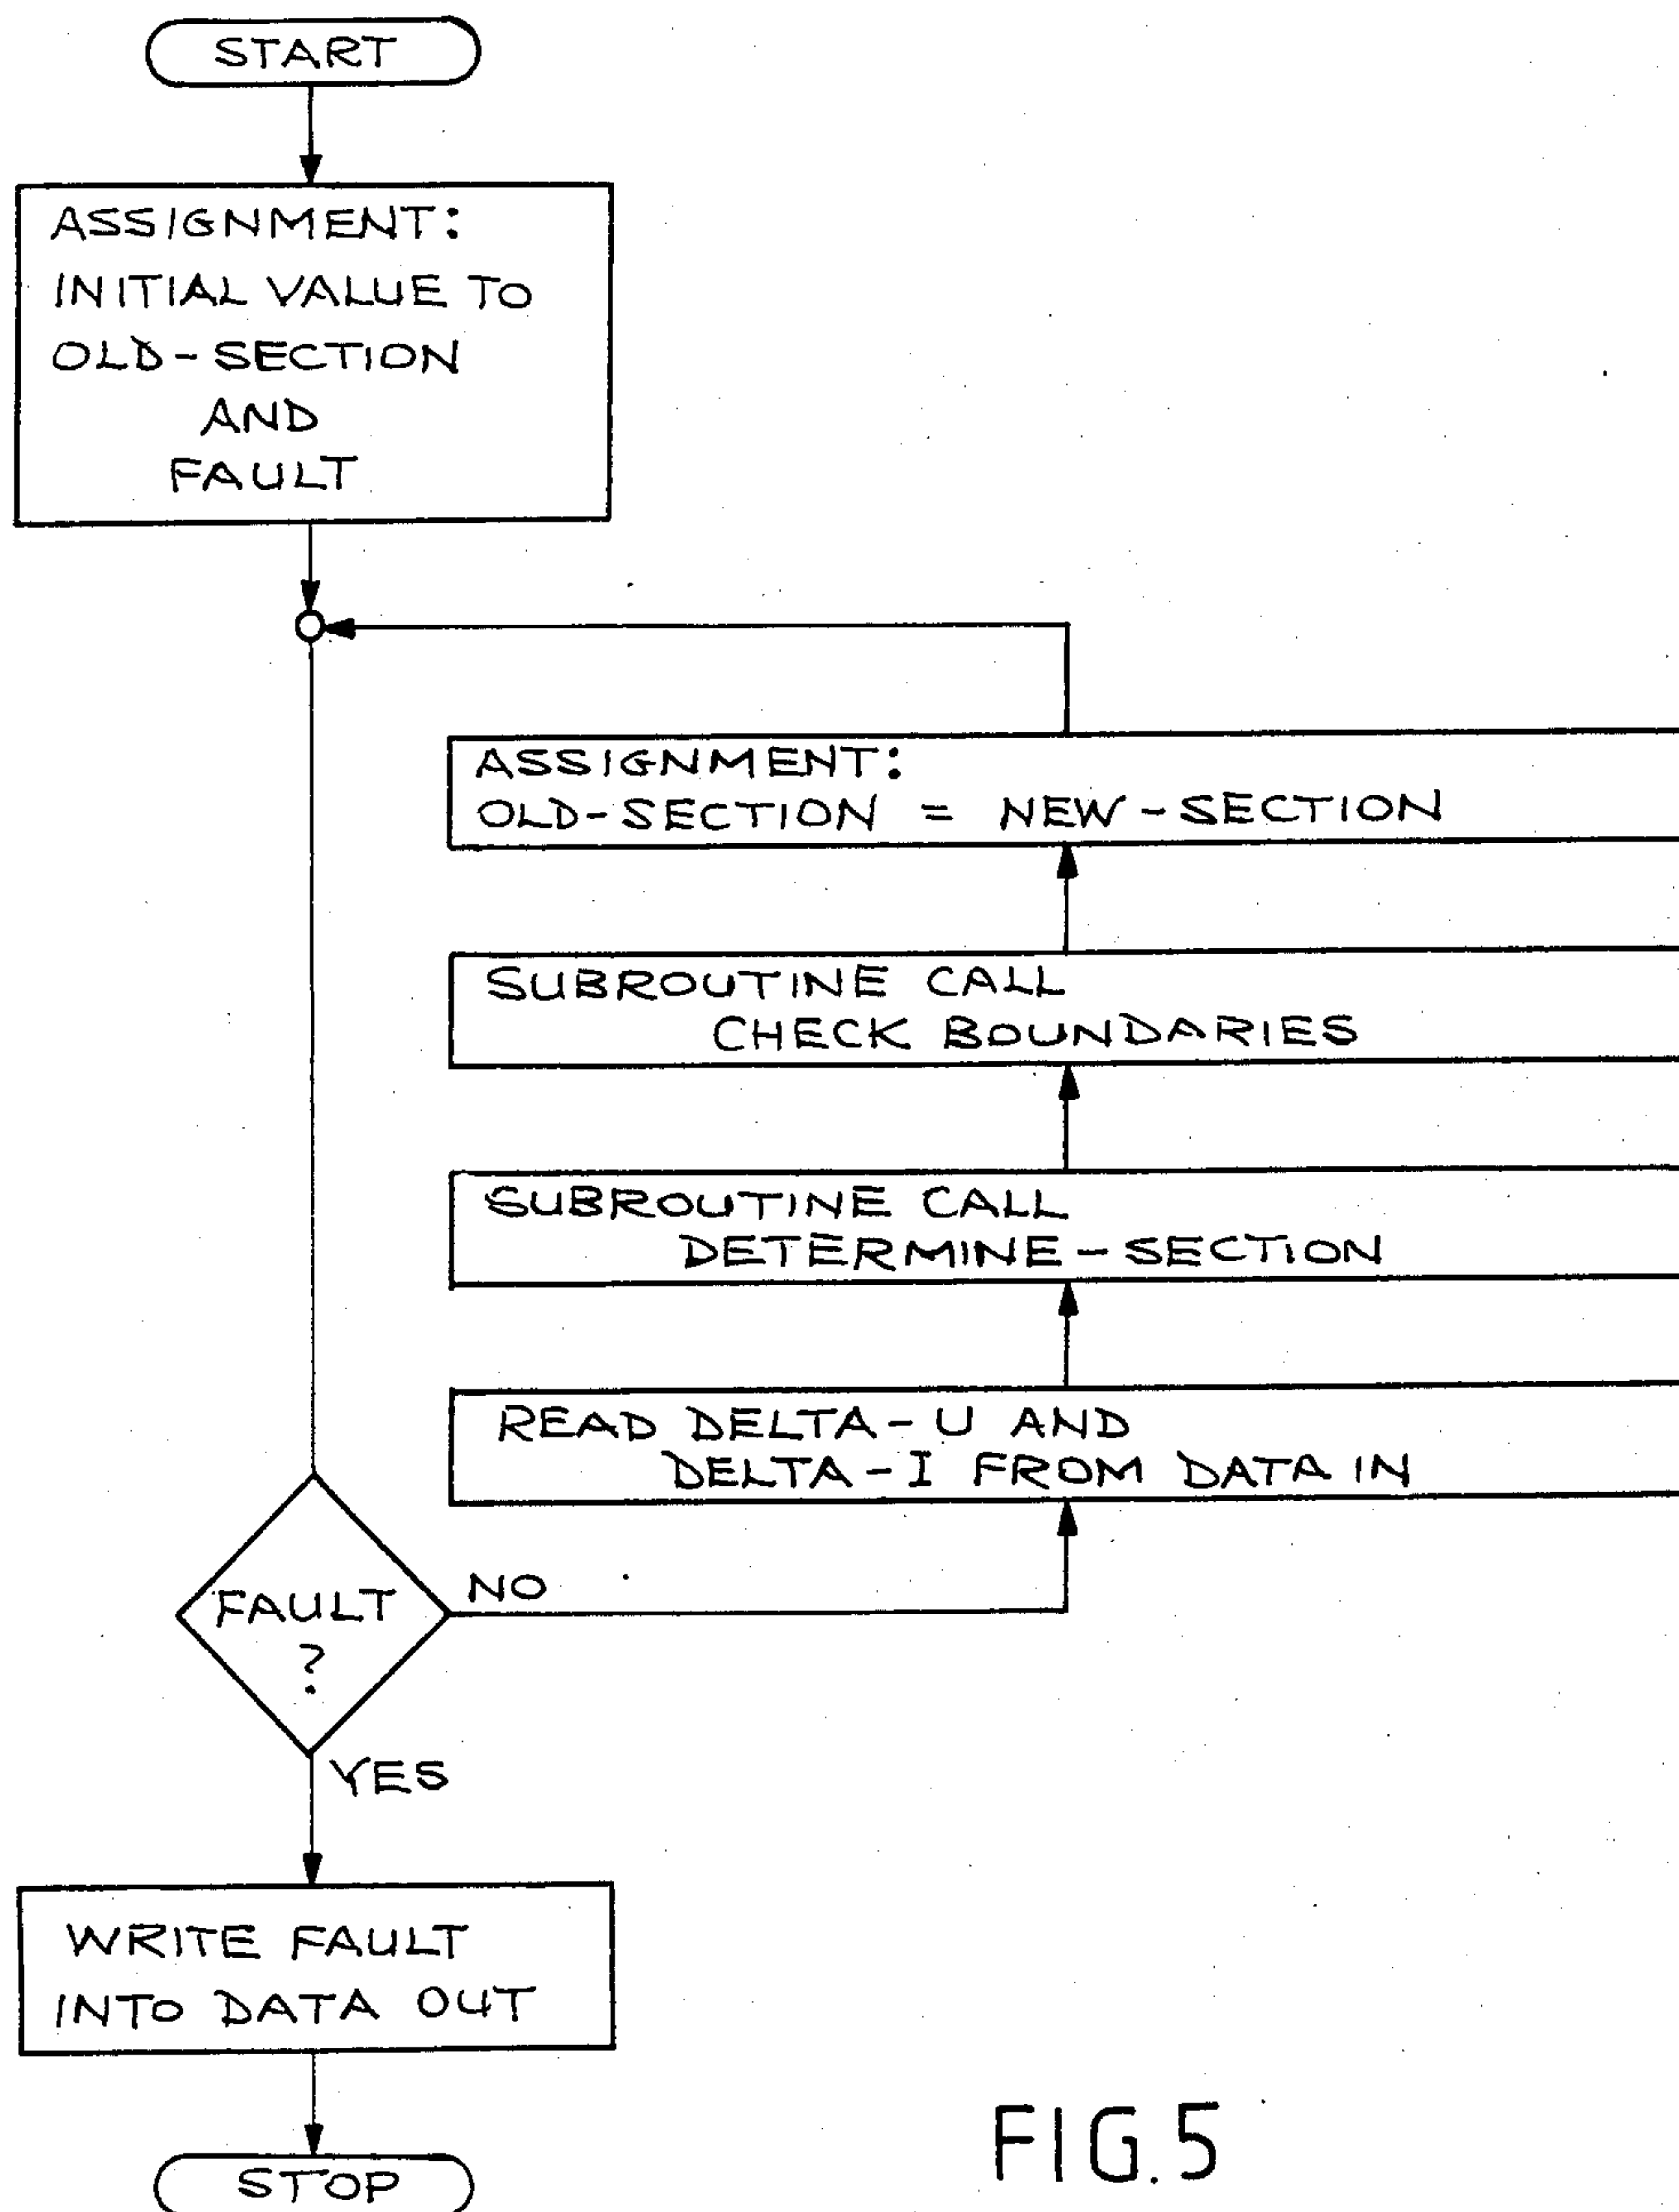 START
ASSIGNMENT:
INITIAL VALUE TO
OLD-SECTION
AND
FAULT
ASSIGNMENT:
OLD-SECTION = NEW-SECTION
SUBROUTINE CALL
CHECK BOUNDARIES
SUBROUTINE CALL
DETERMINE-SECTION
READ DELTA-U AND
DELTA-I FROM DATA IN
FAULT
?
NO
YES
WRITE FAULT
INTO DATA OUT
STOP
FIG.5